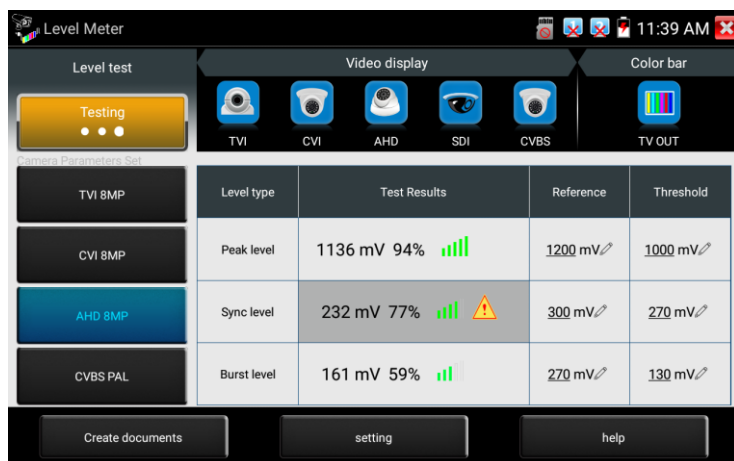 Level Meter
11:39 AM
Level test
Video display
Color bar
Testing
TVI
CVI
AHD
SDI
CVBS
TV OUT
Camera Parameters Set
TVI 8MP
CVI 8MP
AHD 8MP
CVBS PAL
Level type
Test Results
Reference
Threshold
Peak level
1136 mV 94%
1200 mV
1000 mV
Sync level
232 mV 77%
300 mV
270 mV
Burst level
161 mV 59%
270 mV
130 mV
Create documents
setting
help